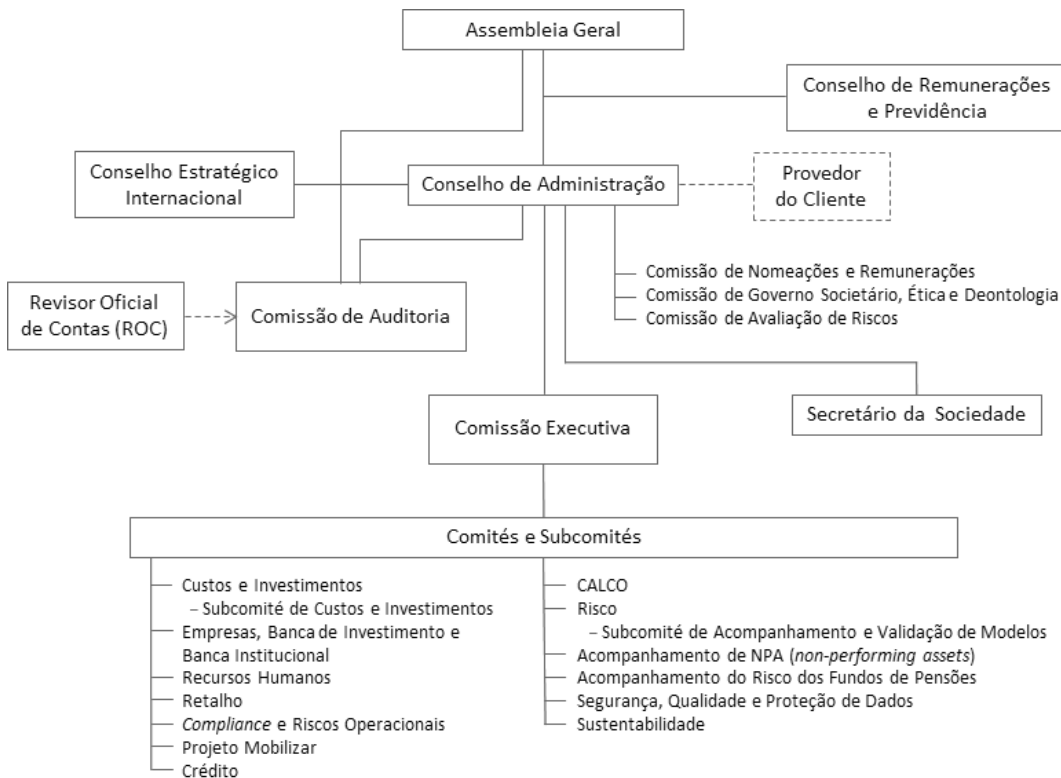 Assembleia Geral
Conselho de Remunerações
e Previdência
Conselho Estratégico
Internacional
Conselho de Administração
Provedor
do Cliente
Comissão de Nomeações e Remunerações
Comissão de Governo Societário, Ética e Deontologia
Comissão de Avaliação de Riscos
Revisor Oficial
de Contas (ROC)
Comissão de Auditoria
Comissão Executiva
Secretário da Sociedade
Comités e Subcomités
Custos e Investimentos
– Subcomité de Custos e Investimentos
Empresas, Banca de Investimento e
Banca Institucional
Recursos Humanos
Retalho
Compliance e Riscos Operacionais
Projeto Mobilizar
Crédito
CALCO
Risco
– Subcomité de Acompanhamento e Validação de Modelos
Acompanhamento de NPA (non-performing assets)
Acompanhamento do Risco dos Fundos de Pensões
Segurança, Qualidade e Proteção de Dados
Sustentabilidade